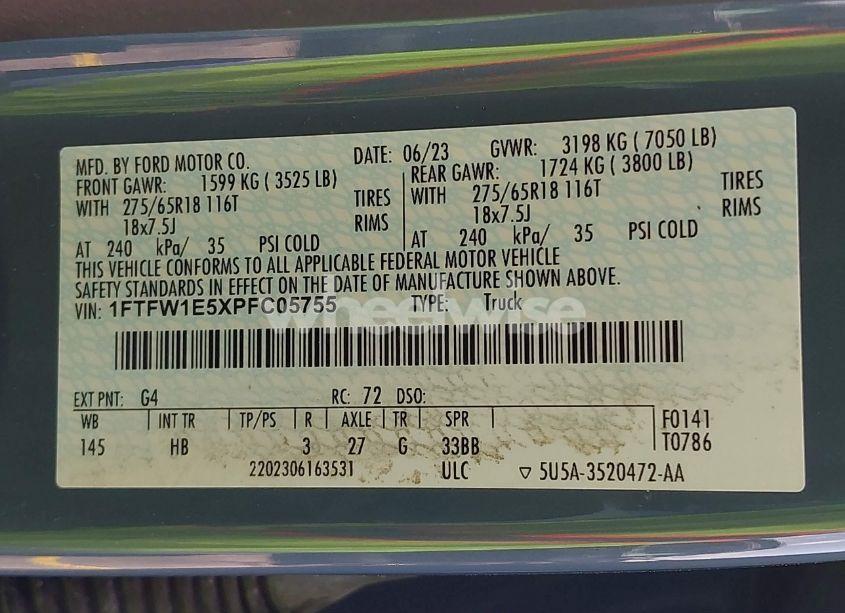 MFD. BY FORD MOTOR CO. DATE: 06/23 GVWR: 3198 KG ( 7050 LB)
FRONT GAWR: 1599 KG ( 3525 LB) REAR GAWR: 1724 KG ( 3800 LB)
WITH 275/65R18 116T TIRES WITH 275/65R18 116T TIRES
18x7.5J RIMS 18x7.5J RIMS
AT 240 kPa/ 35 PSI COLD AT 240 kPa/ 35 PSI COLD
THIS VEHICLE CONFORMS TO ALL APPLICABLE FEDERAL MOTOR VEHICLE
SAFETY STANDARDS IN EFFECT ON THE DATE OF MANUFACTURE SHOWN ABOVE.
VIN: 1FTFW1E5XPFC05755 TYPE: Truck
wheelwise
EXT PNT: G4 RC: 72 DSO:
WB INT TR TP/PS R AXLE TR SPR F0141
145 HB 3 27 G 33BB T0786
2202306163531 ULC ▽ 5U5A-3520472-AA